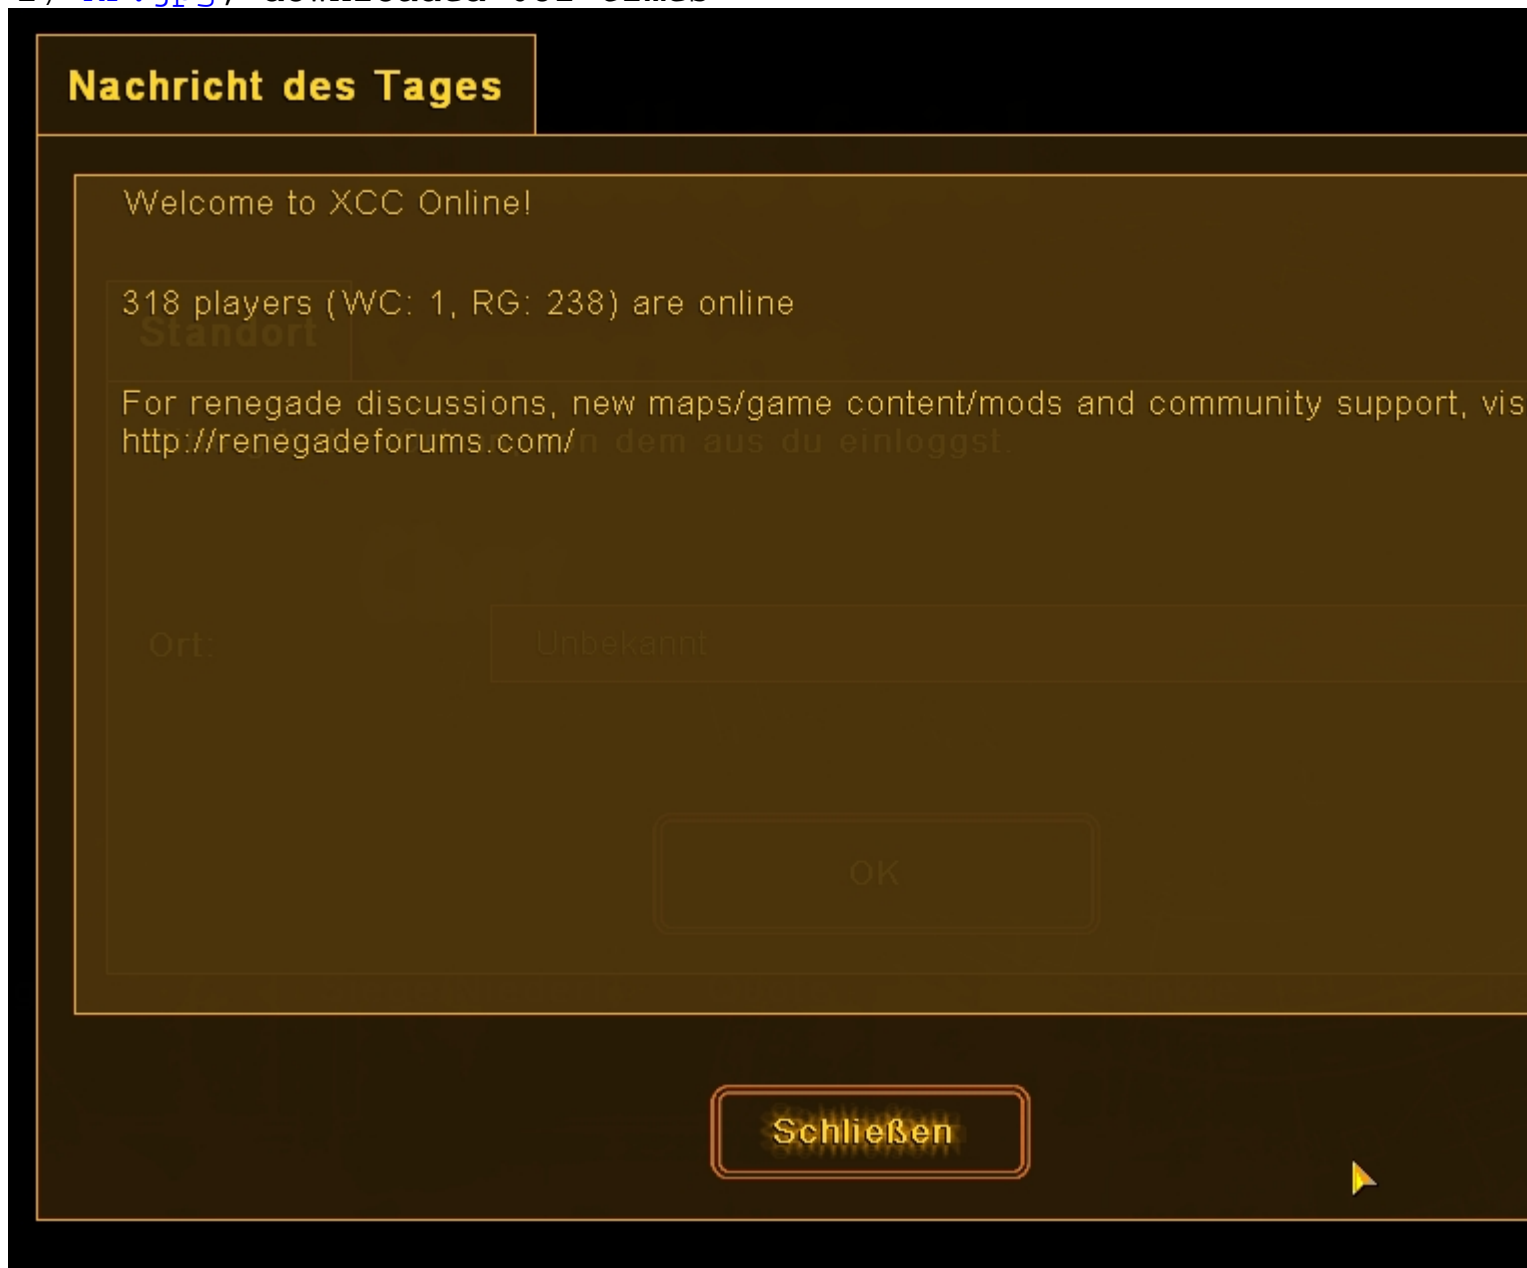 Nachricht des Tages
Welcome to XCC Online!
318 players (WC: 1, RG: 238) are online
Standort
For renegade discussions, new maps/game content/mods and community support, vis
http://renegadeforums.com/
n dem aus du einloggst.
Ort:
Unbekannt
OK
Schließen